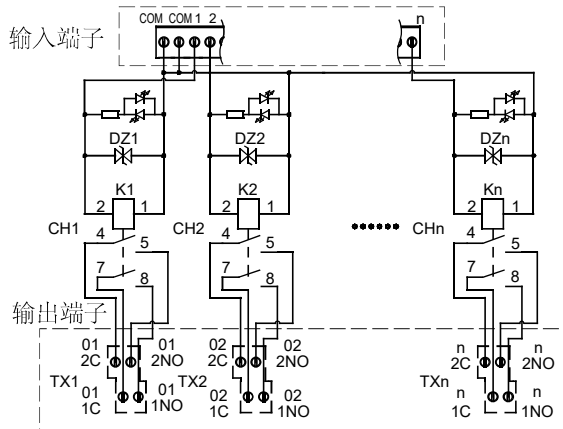 COM COM 1 2 n
输入端子
DZ1 DZ2 DZn
K1 K2 Kn
2 1 2 1 2 1
CH1 CH2 CHn
4 5 4 5 4 5
7 8 7 8 7 8
输出端子
01 01 02 02 n n
2C 2NO 2C 2NO 2C 2NO
TX1 TX2 TXn
01 01 02 02 n n
1C 1NO 1C 1NO 1C 1NO